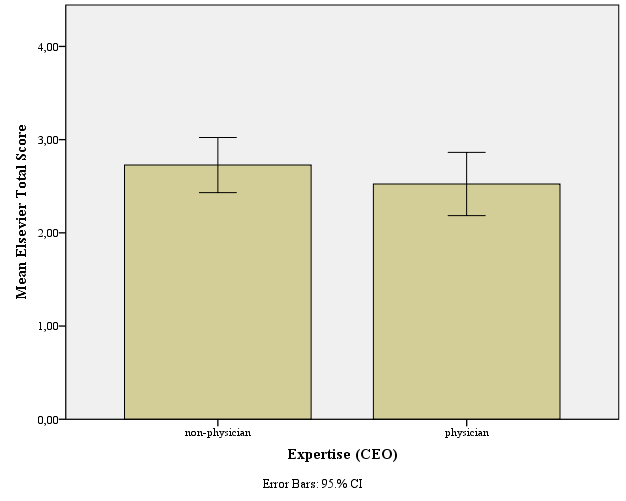 4,00
3,00
2,00
1,00
0,00
Mean Elsevier Total Score
non-physician
physician
Expertise (CEO)
Error Bars: 95.% CI